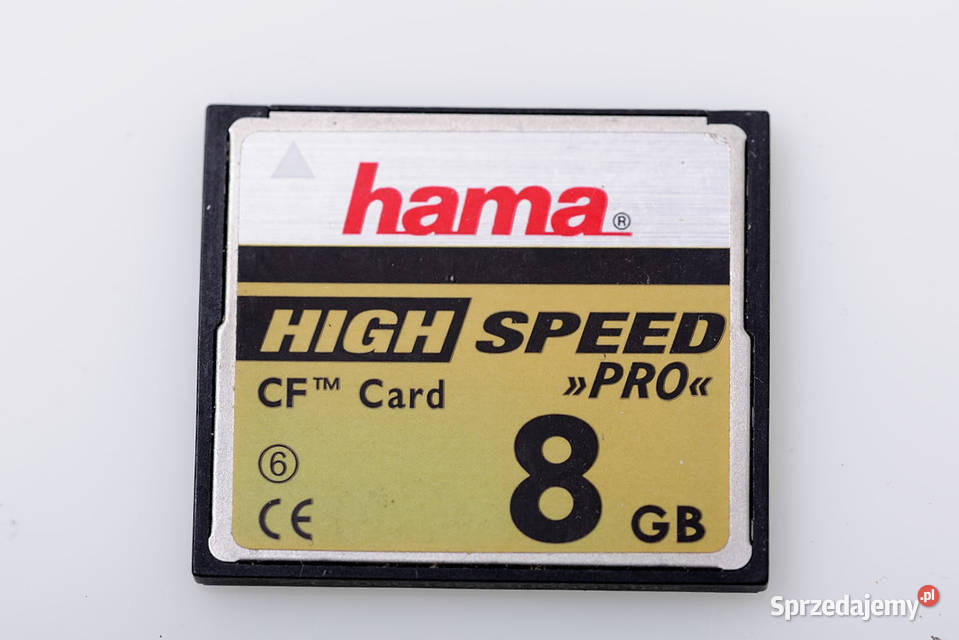 hama®
HIGH SPEED
»PRO«
CF™ Card
8 GB
⑥
CE
Sprzedajemy.pl